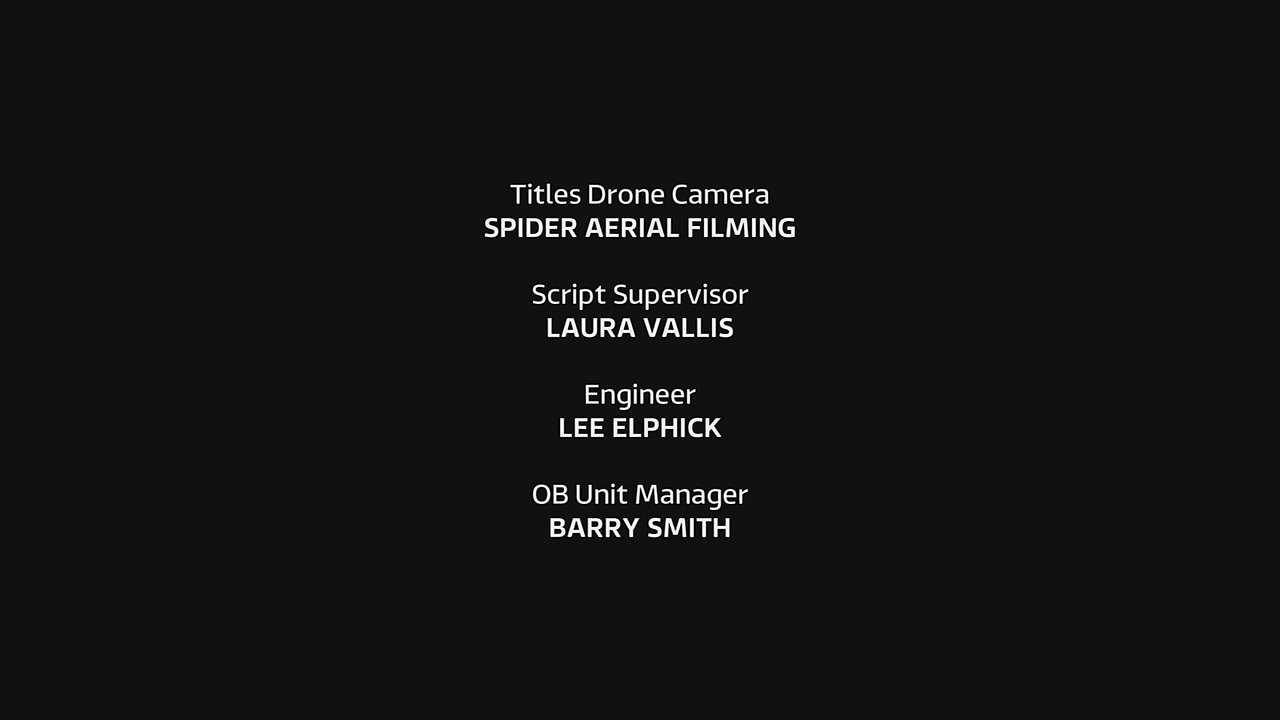 Titles Drone Camera
SPIDER AERIAL FILMING
Script Supervisor
LAURA VALLIS
Engineer
LEE ELPHICK
OB Unit Manager
BARRY SMITH